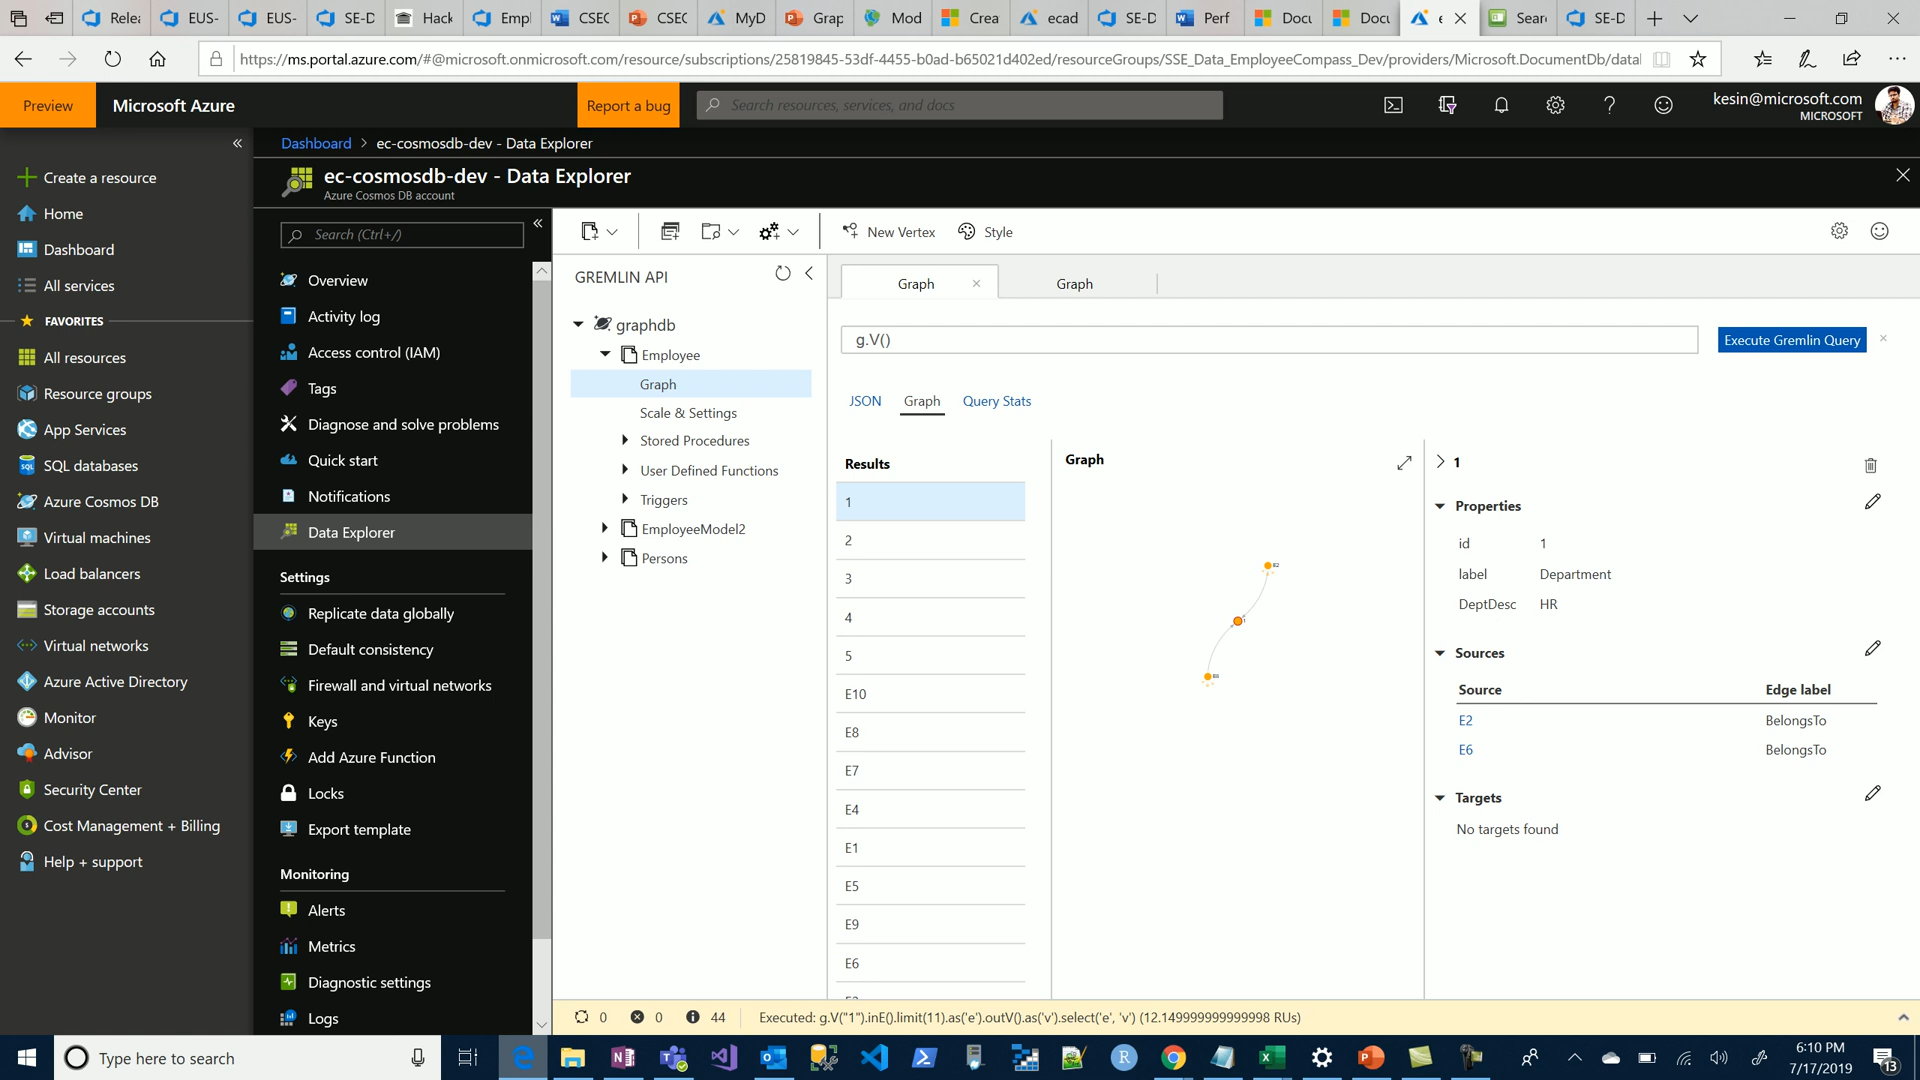 Relea
EUS-
EUS-
SE-D
Hack
Empl
CSEC
CSEC
MyD
Grap
Mod
Crea
ecad
SE-D
Perf
Docu
Docu
e
Sear
SE-D
https://ms.portal.azure.com/#@microsoft.onmicrosoft.com/resource/subscriptions/25819845-53df-4455-b0ad-b65021d402ed/resourceGroups/SSE_Data_EmployeeCompass_Dev/providers/Microsoft.DocumentDb/datal
Preview
Microsoft Azure
Report a bug
Search resources, services, and docs
kesin@microsoft.com
MICROSOFT
Dashboard > ec-cosmosdb-dev - Data Explorer
ec-cosmosdb-dev - Data Explorer
Azure Cosmos DB account
Create a resource
Home
Dashboard
All services
FAVORITES
All resources
Resource groups
App Services
SQL databases
Azure Cosmos DB
Virtual machines
Load balancers
Storage accounts
Virtual networks
Azure Active Directory
Monitor
Advisor
Security Center
Cost Management + Billing
Help + support
Search (Ctrl+/)
Overview
Activity log
Access control (IAM)
Tags
Diagnose and solve problems
Quick start
Notifications
Data Explorer
Settings
Replicate data globally
Default consistency
Firewall and virtual networks
Keys
Add Azure Function
Locks
Export template
Monitoring
Alerts
Metrics
Diagnostic settings
Logs
New Vertex
Style
GREMLIN API
graphdb
Employee
Graph
Scale & Settings
Stored Procedures
User Defined Functions
Triggers
EmployeeModel2
Persons
Graph
Graph
g.V()
Execute Gremlin Query
JSON
Graph
Query Stats
Results
1
2
3
4
5
E10
E8
E7
E4
E1
E5
E9
E6
Graph
E2
1
Properties
id 1
label Department
DeptDesc HR
Sources
Source Edge label
E2 BelongsTo
E6 BelongsTo
Targets
No targets found
0
0
44
Executed: g.V("1").inE().limit(11).as('e').outV().as('v').select('e', 'v') (12.149999999999998 RUs)
Type here to search
6:10 PM
7/17/2019
13